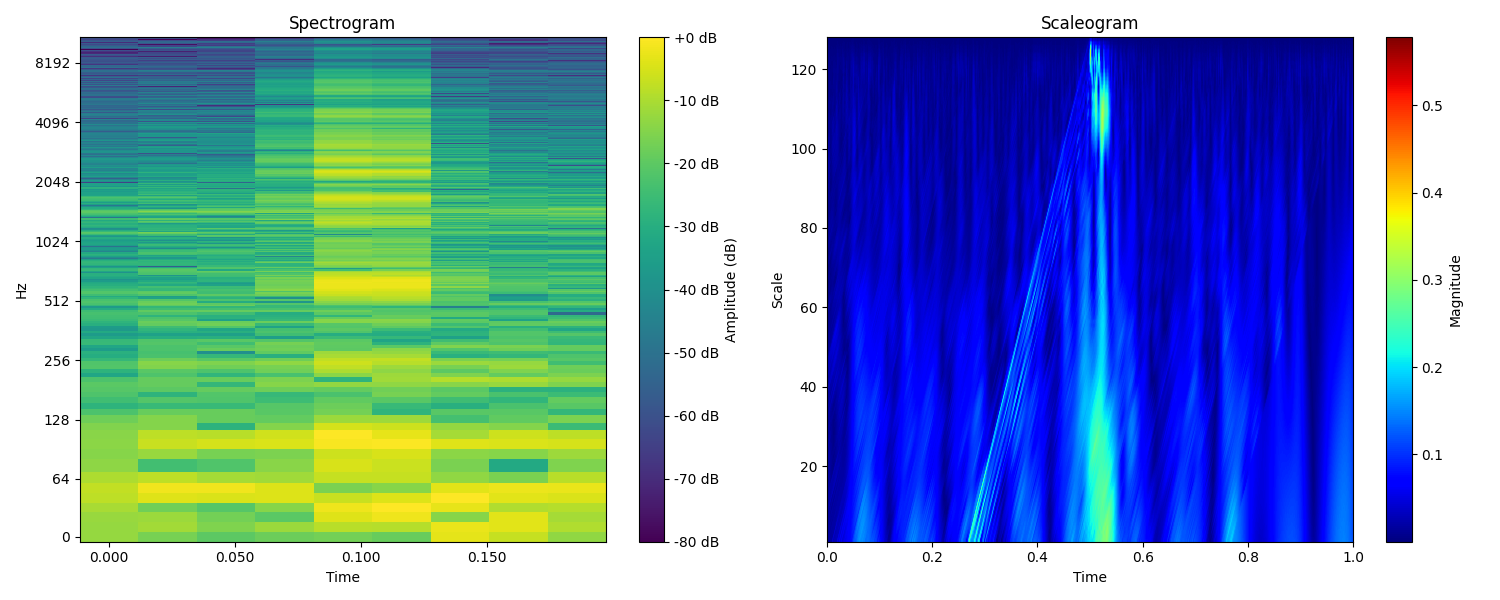 Spectrogram
Hz
8192
4096
2048
1024
512
256
128
64
0
0.000 0.050 0.100 0.150
Time
+0 dB
-10 dB
-20 dB
-30 dB
-40 dB
-50 dB
-60 dB
-70 dB
-80 dB
Amplitude (dB)
Scaleogram
Scale
120
100
80
60
40
20
0.0 0.2 0.4 0.6 0.8 1.0
Time
0.5
0.4
0.3
0.2
0.1
Magnitude